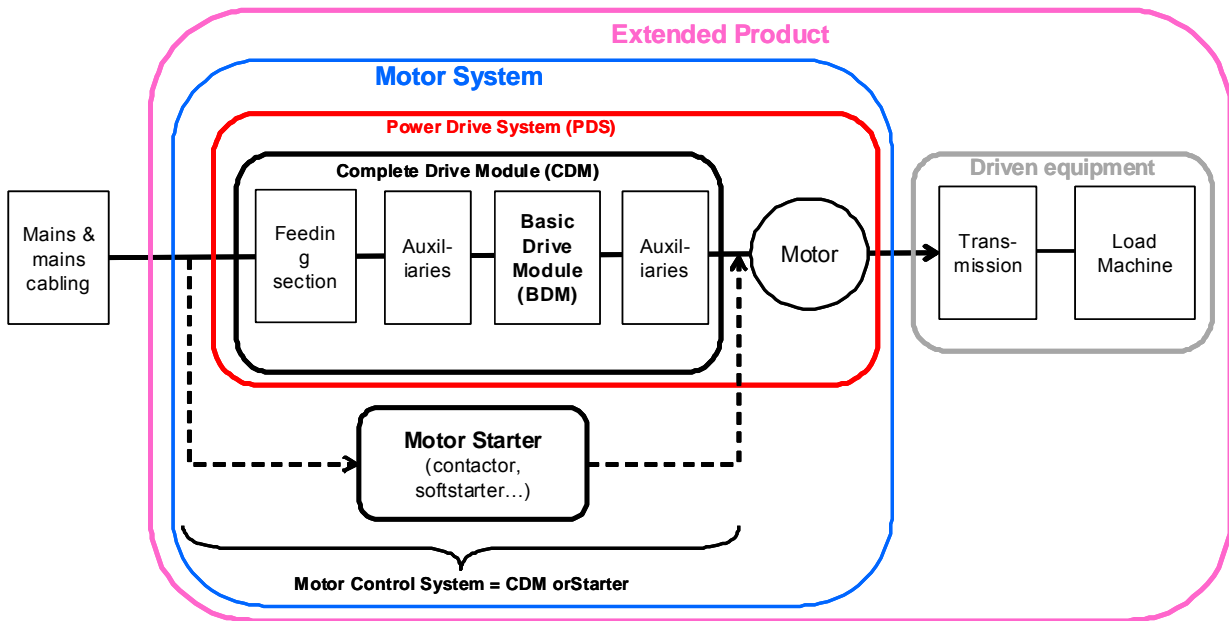 Extended Product
Motor System
Power Drive System (PDS)
Complete Drive Module (CDM)
Driven equipment
Mains &
mains
cabling
Feedin
g
section
Auxil-
iaries
Basic
Drive
Module
(BDM)
Auxil-
iaries
Motor
Trans-
mission
Load
Machine
Motor Starter
(contactor,
softstarter…)
Motor Control System = CDM orStarter